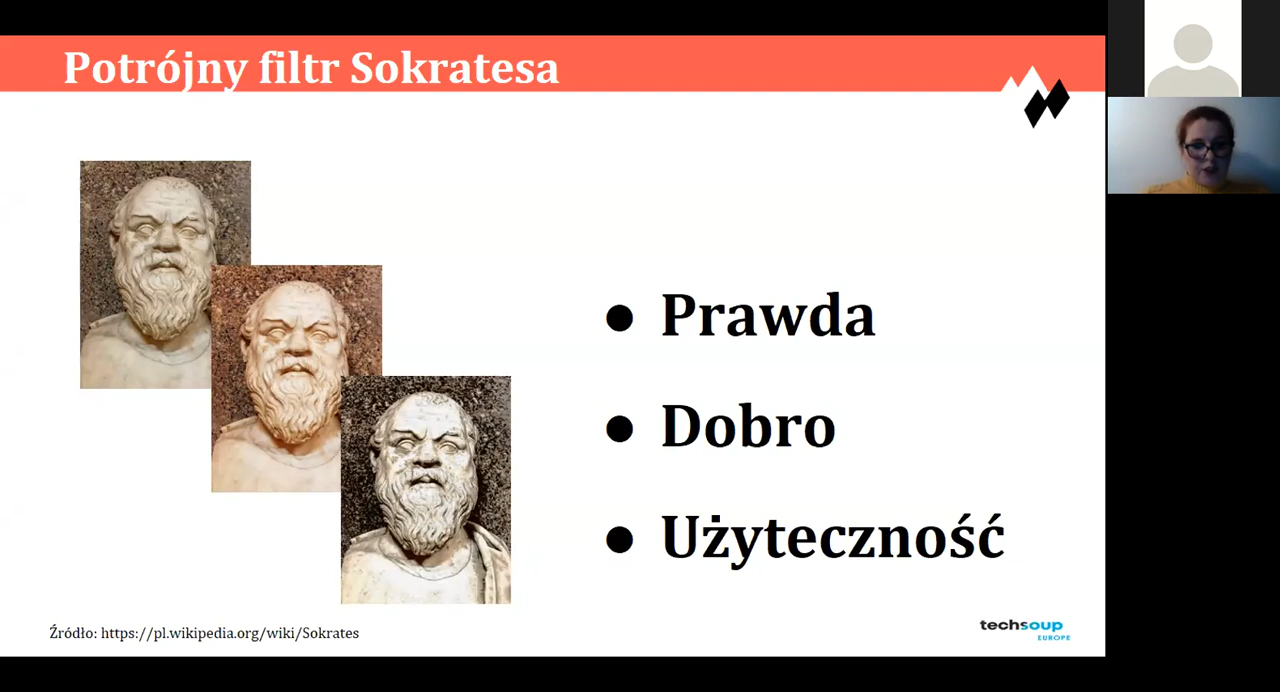 Potrójny filtr Sokratesa
● Prawda
● Dobro
● Użyteczność
Źródło: https://pl.wikipedia.org/wiki/Sokrates
techsoup
EUROPE